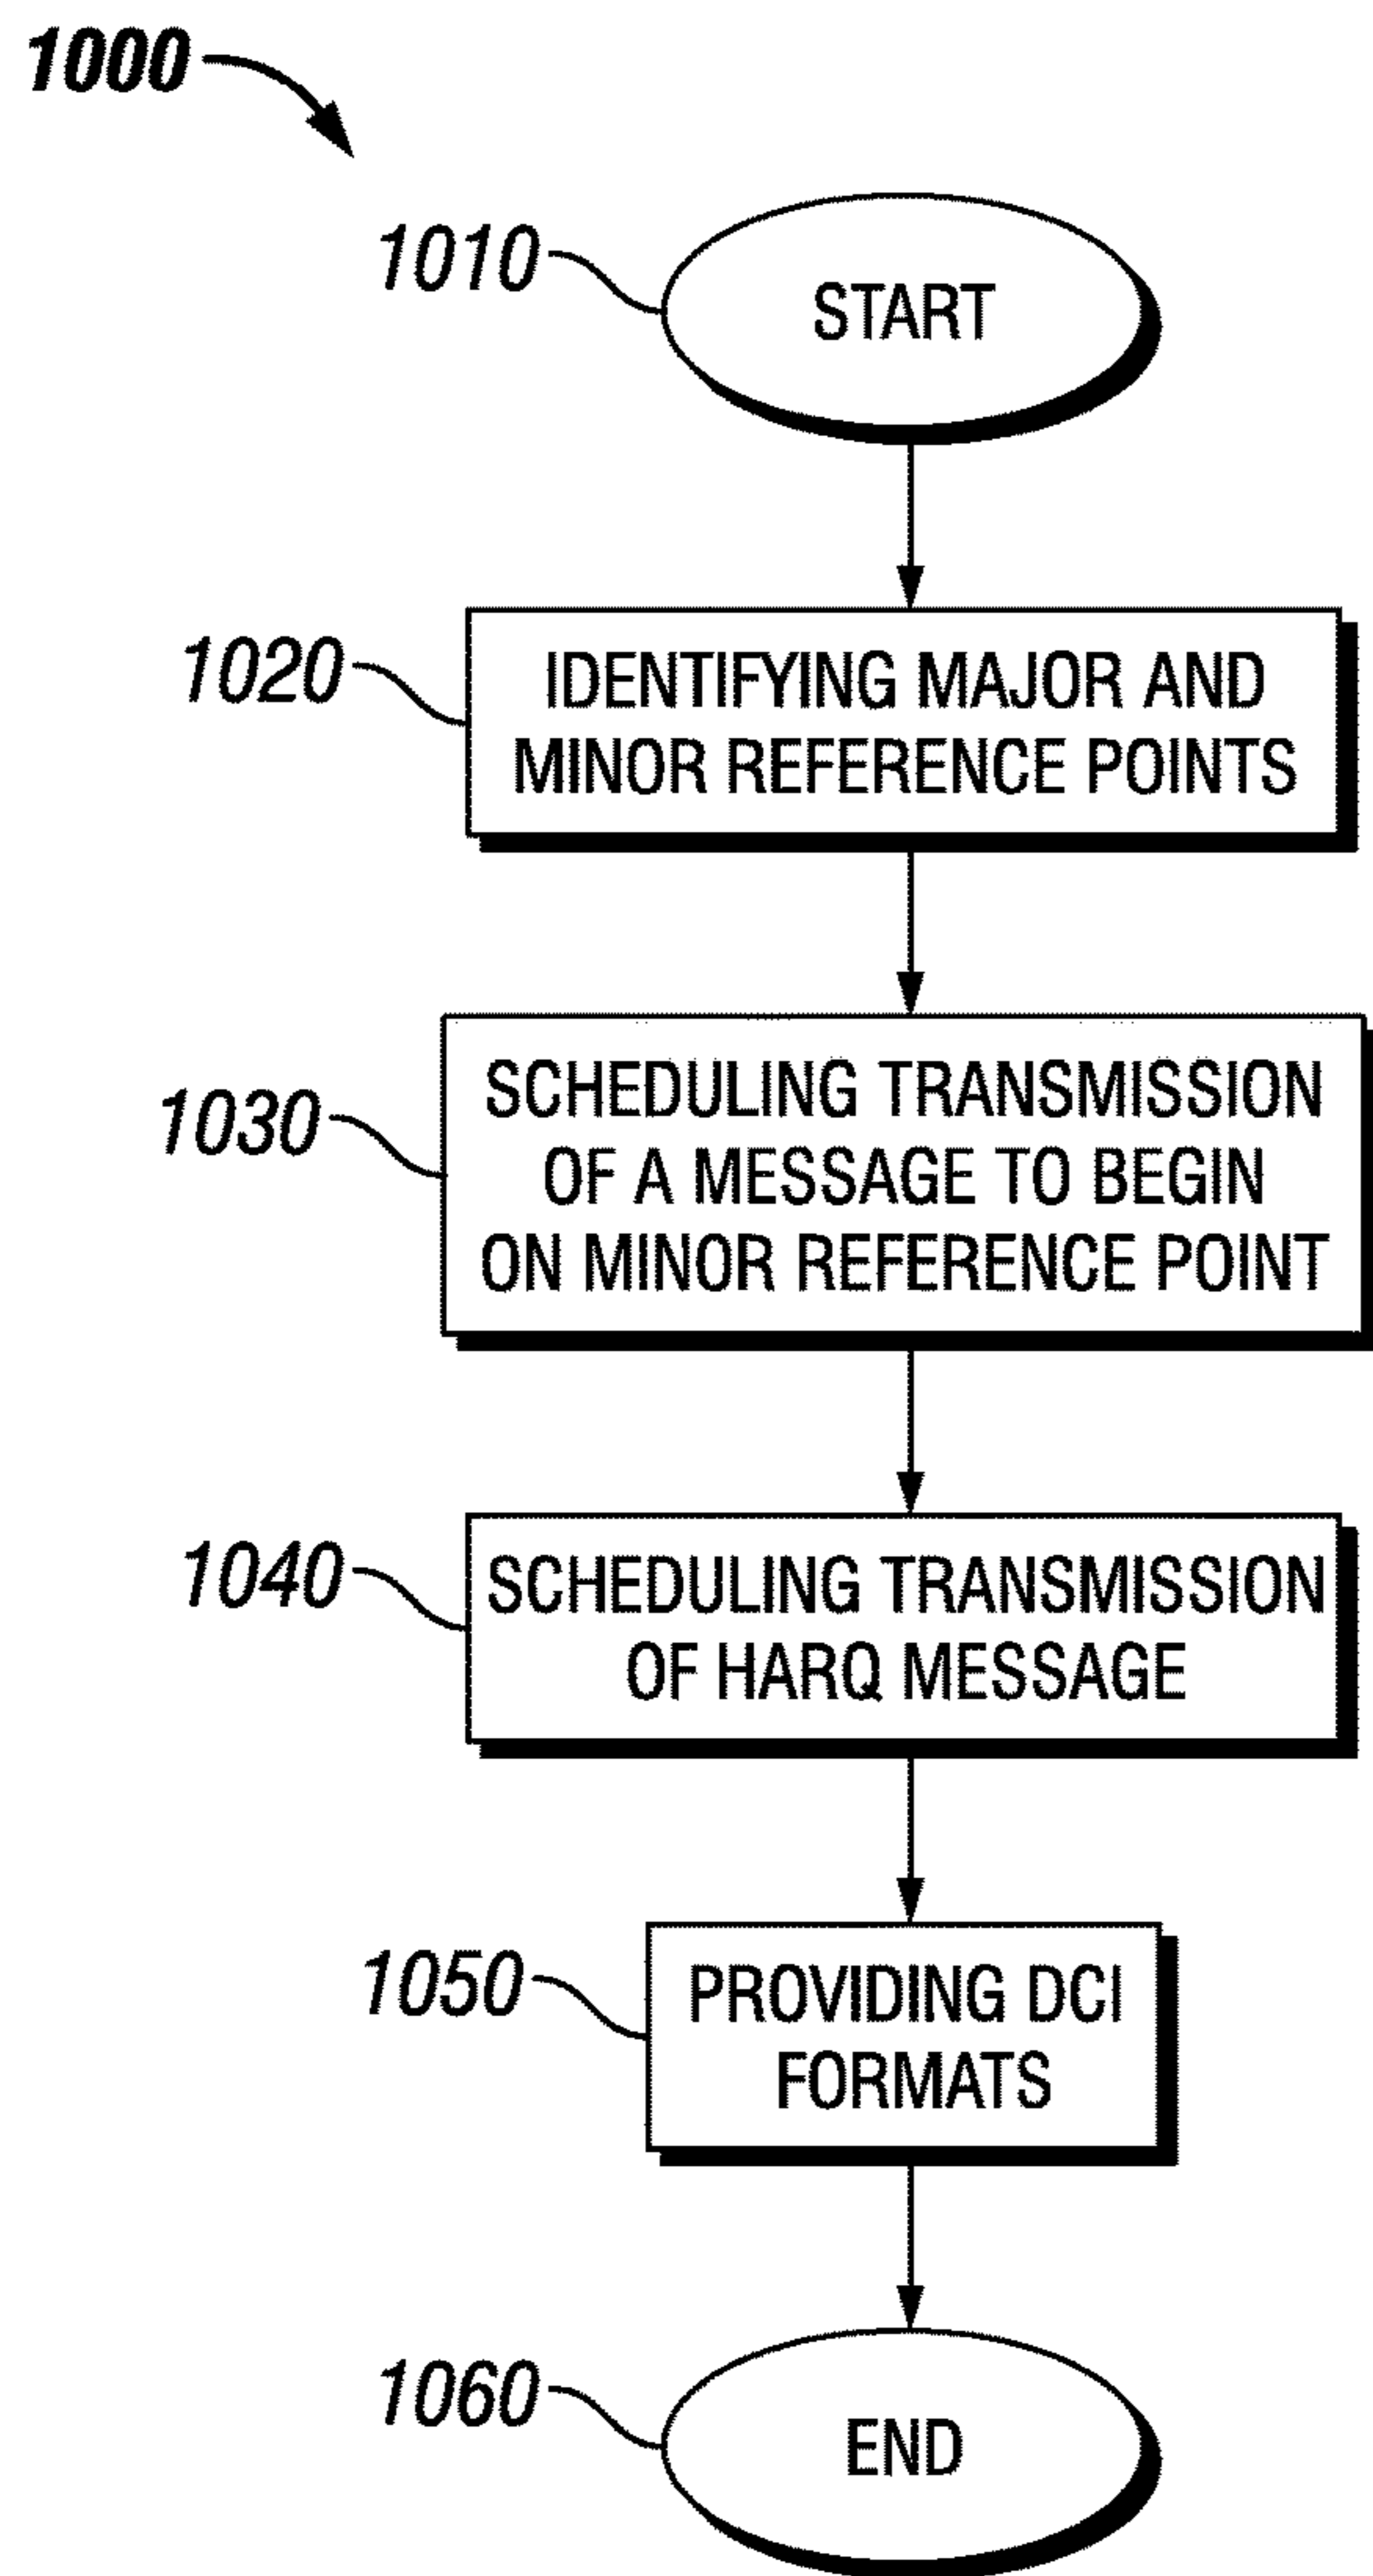 1000
1010
START
1020
IDENTIFYING MAJOR AND
MINOR REFERENCE POINTS
1030
SCHEDULING TRANSMISSION
OF A MESSAGE TO BEGIN
ON MINOR REFERENCE POINT
1040
SCHEDULING TRANSMISSION
OF HARQ MESSAGE
1050
PROVIDING DCI
FORMATS
1060
END